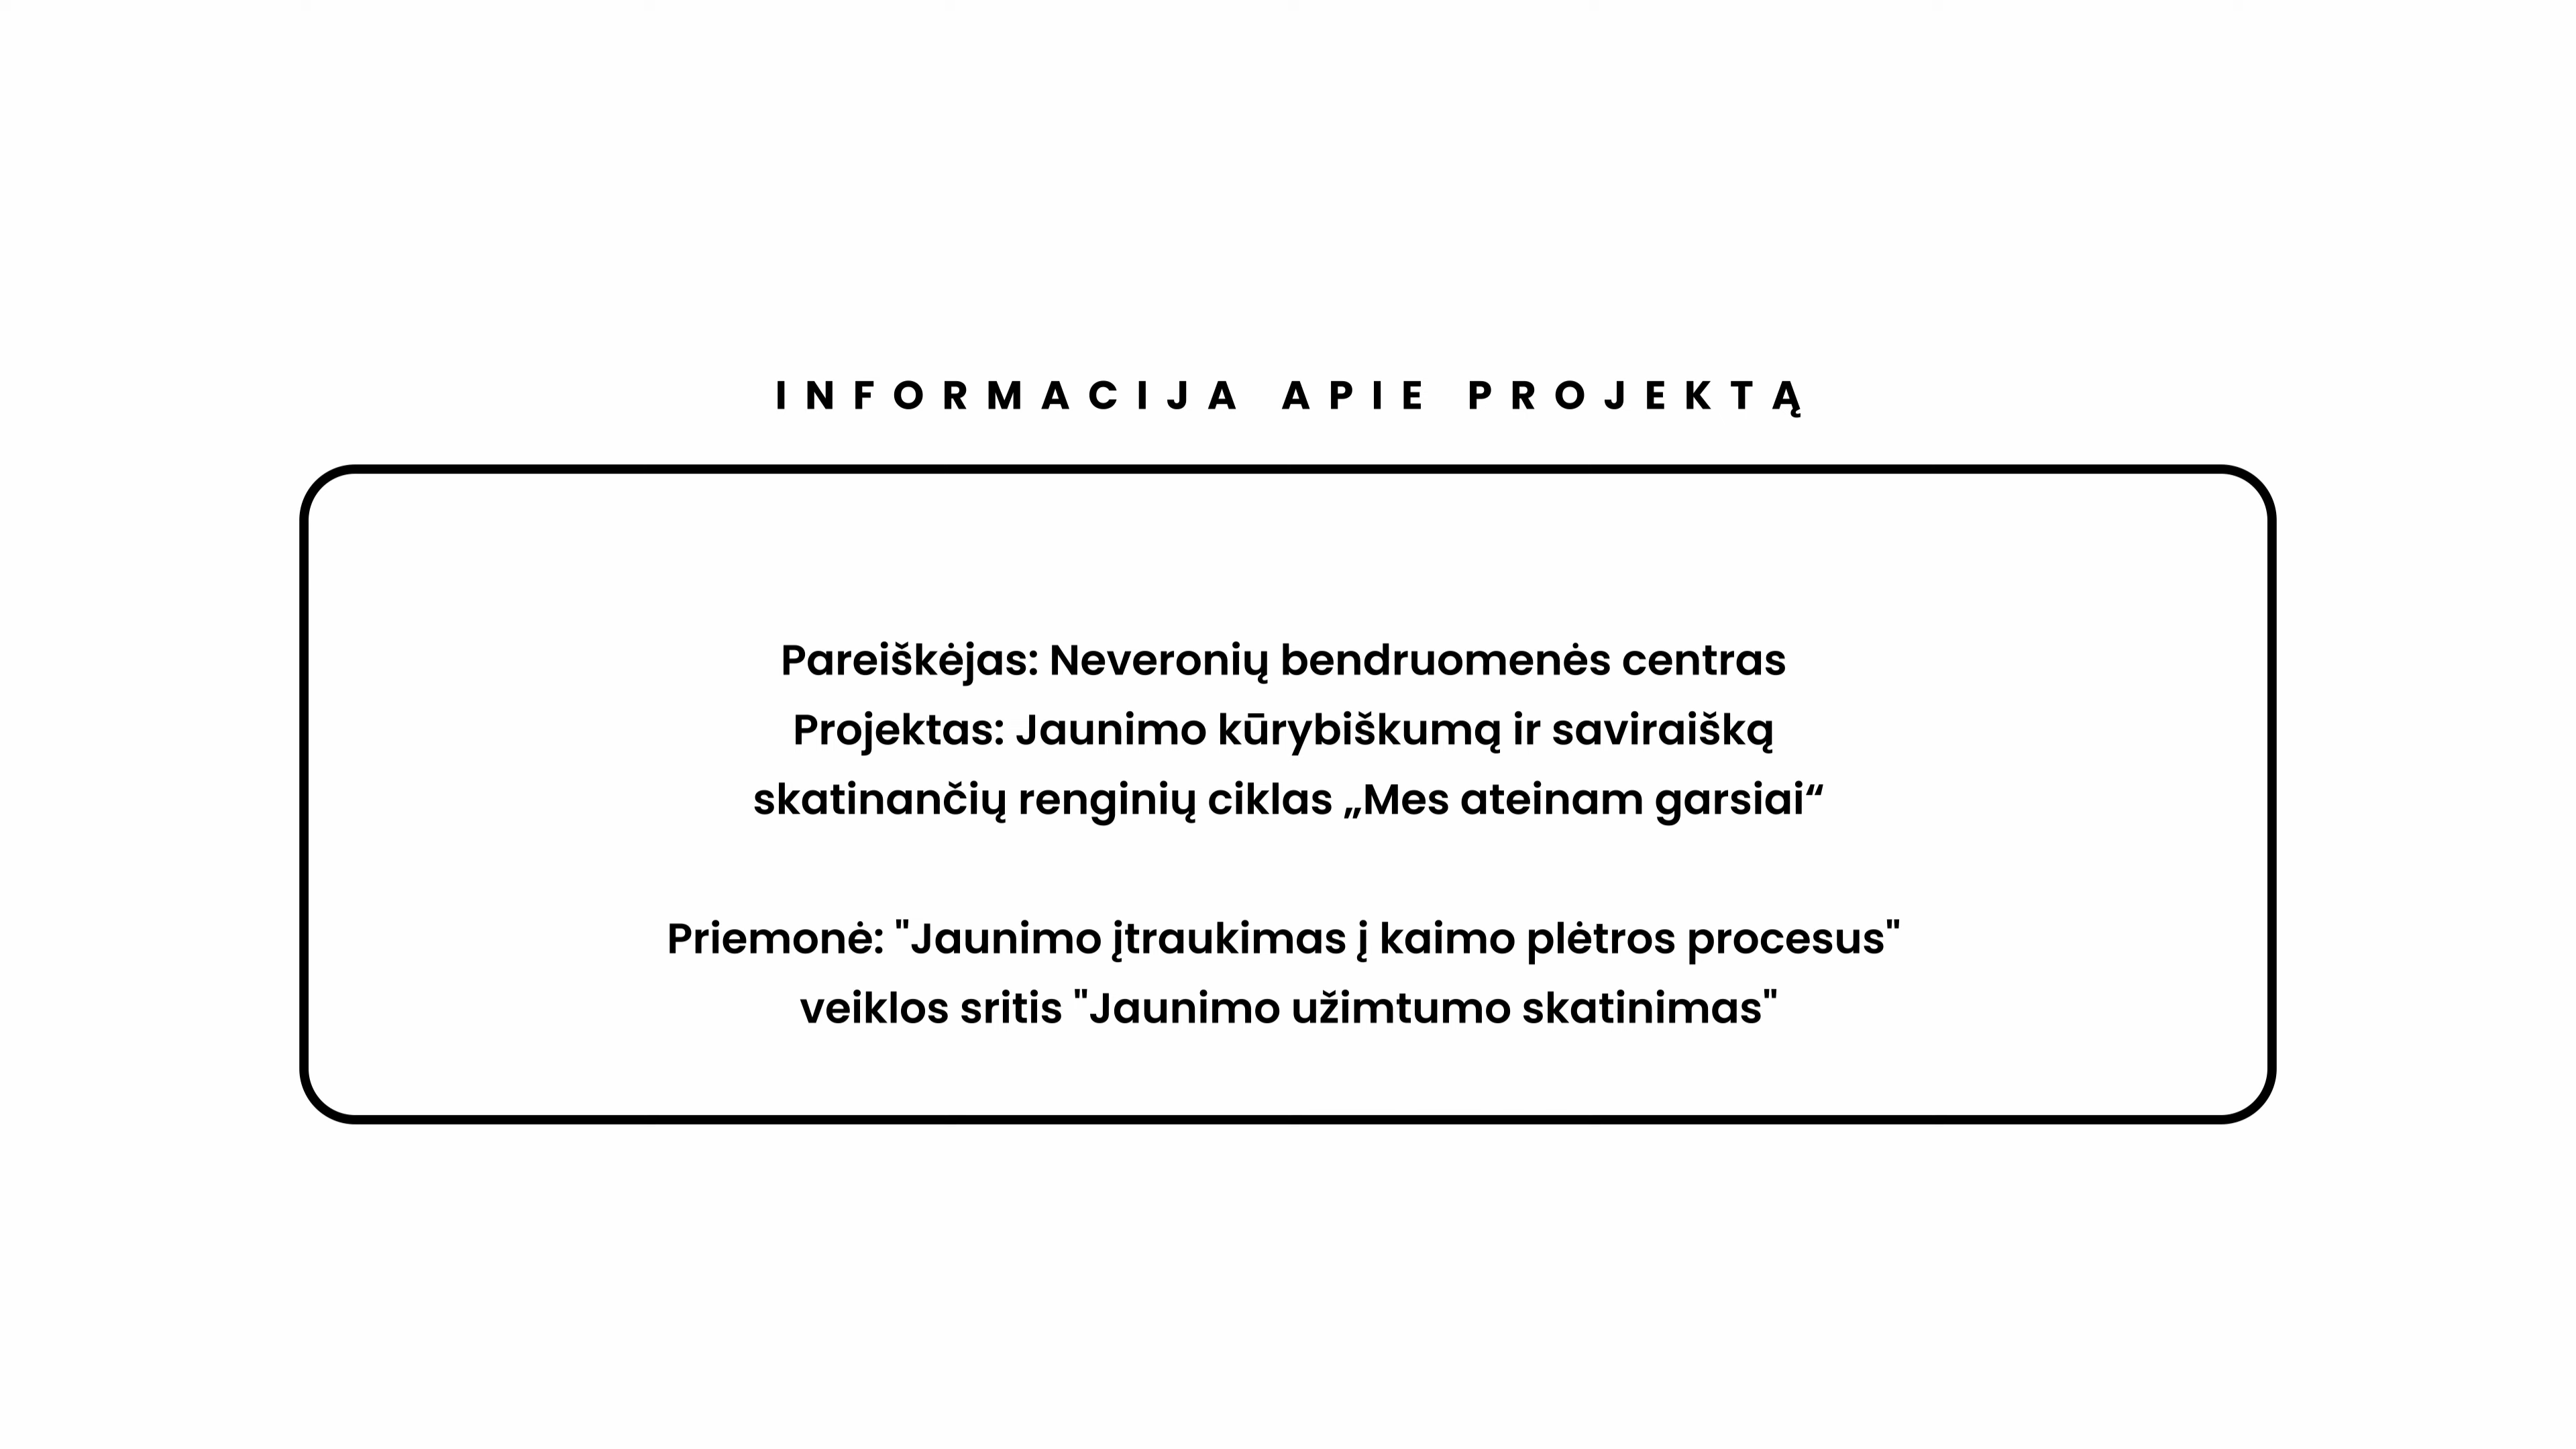 INFORMACIJA APIE PROJEKTĄ
Pareiškėjas: Neveronių bendruomenės centras
Projektas: Jaunimo kūrybiškumą ir saviraišką
skatinančių renginių ciklas „Mes ateinam garsiai“
Priemonė: "Jaunimo įtraukimas į kaimo plėtros procesus"
veiklos sritis "Jaunimo užimtumo skatinimas"